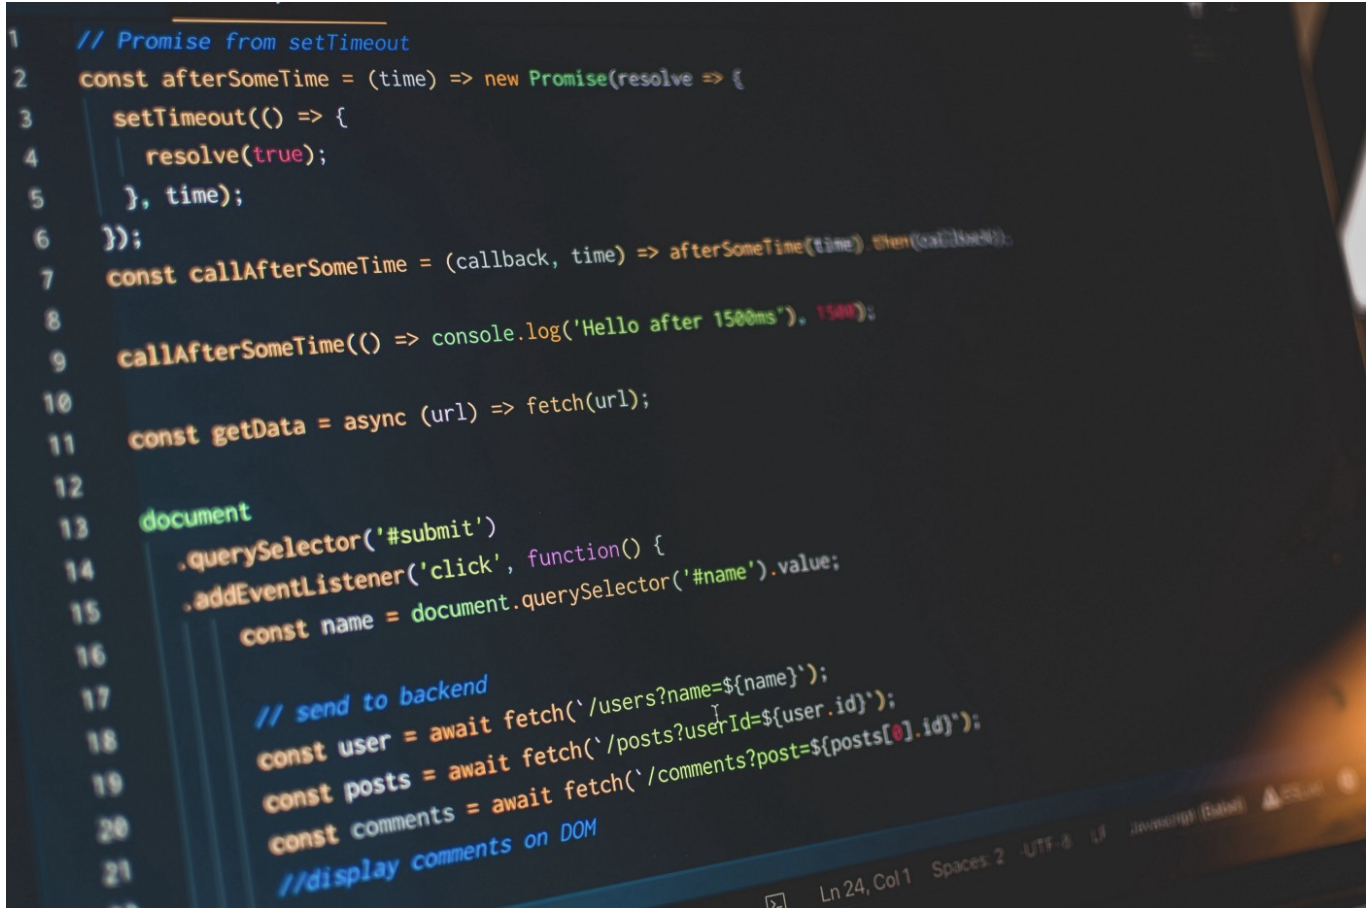 1 // Promise from setTimeout
2 const afterSomeTime = (time) => new Promise(resolve => {
3 setTimeout(() => {
4 resolve(true);
5 }, time);
6 });
7 const callAfterSomeTime = (callback, time) => afterSomeTime(time).then(callback);
8
9 callAfterSomeTime(() => console.log('Hello after 1500ms'), 1500);
10
11 const getData = async (url) => fetch(url);
12
13 document
14 .querySelector('#submit')
15 .addEventListener('click', function() {
16 const name = document.querySelector('#name').value;
17
18 // send to backend
19 const user = await fetch(`/users?name=${name}`);
20 const posts = await fetch(`/posts?userId=${user.id}`);
21 const comments = await fetch(`/comments?post=${posts[0].id}`);
//display comments on DOM
Ln 24, Col 1 Spaces: 2 UTF-8 LF Javascript (Babel)